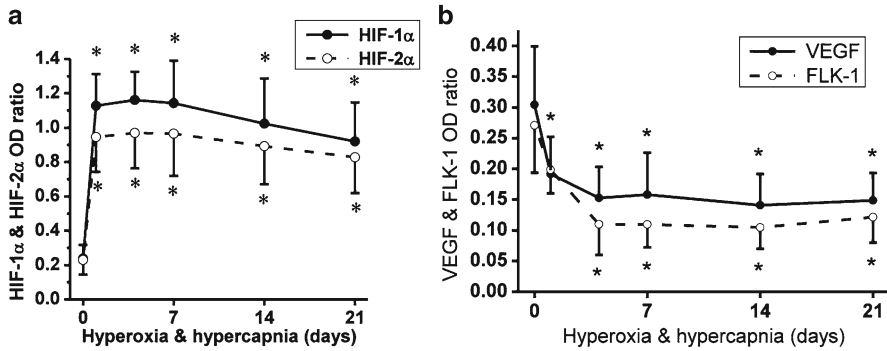 a
HIF-1α
HIF-2α
HIF-1α & HIF-2α OD ratio
1.4
1.2
1.0
0.8
0.6
0.4
0.2
0.0
* * * * *
* * * * *
0 7 14 21
Hyperoxia & hypercapnia (days)
b
VEGF
FLK-1
VEGF & FLK-1 OD ratio
0.40
0.35
0.30
0.25
0.20
0.15
0.10
0.05
0.00
* * * * *
* * * *
0 7 14 21
Hyperoxia & hypercapnia (days)